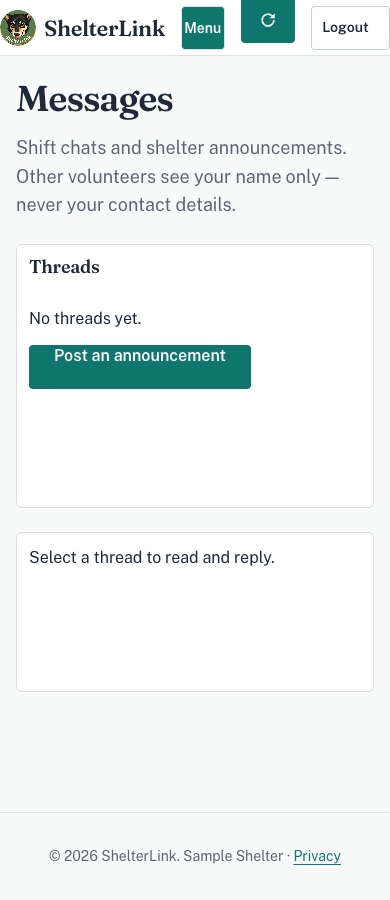 ShelterLink
Menu
Logout
Messages
Shift chats and shelter announcements.
Other volunteers see your name only —
never your contact details.
Threads
No threads yet.
Post an announcement
Select a thread to read and reply.
© 2026 ShelterLink. Sample Shelter · Privacy